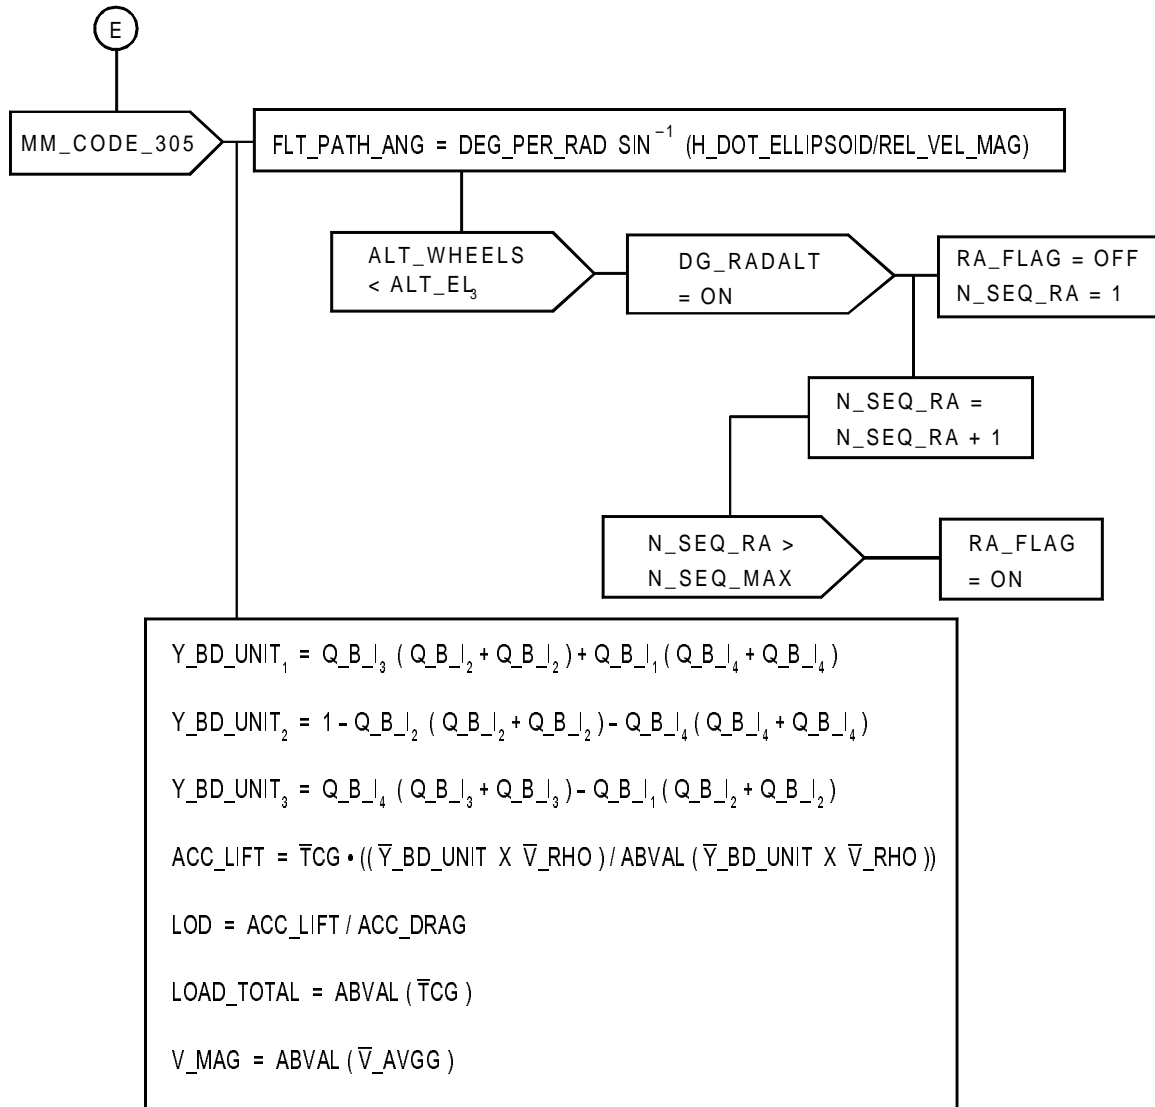 E
MM_CODE_305
FLT_PATH_ANG = DEG_PER_RAD SIN⁻¹ (H_DOT_ELLIPSOID/REL_VEL_MAG)
ALT_WHEELS
< ALT_EL₃
DG_RADALT
= ON
RA_FLAG = OFF
N_SEQ_RA = 1
N_SEQ_RA =
N_SEQ_RA + 1
N_SEQ_RA >
N_SEQ_MAX
RA_FLAG
= ON
Y_BD_UNIT₁ = Q_B_I₃ ( Q_B_I₂ + Q_B_I₂ ) + Q_B_I₁ ( Q_B_I₄ + Q_B_I₄ )
Y_BD_UNIT₂ = 1 – Q_B_I₂ ( Q_B_I₂ + Q_B_I₂ ) – Q_B_I₄ ( Q_B_I₄ + Q_B_I₄ )
Y_BD_UNIT₃ = Q_B_I₄ ( Q_B_I₃ + Q_B_I₃ ) – Q_B_I₁ ( Q_B_I₂ + Q_B_I₂ )
ACC_LIFT = T̅CG • (( Y̅_BD_UNIT X V̅_RHO ) / ABVAL ( Y̅_BD_UNIT X V̅_RHO ))
LOD = ACC_LIFT / ACC_DRAG
LOAD_TOTAL = ABVAL ( T̅CG )
V_MAG = ABVAL ( V̅_AVGG )